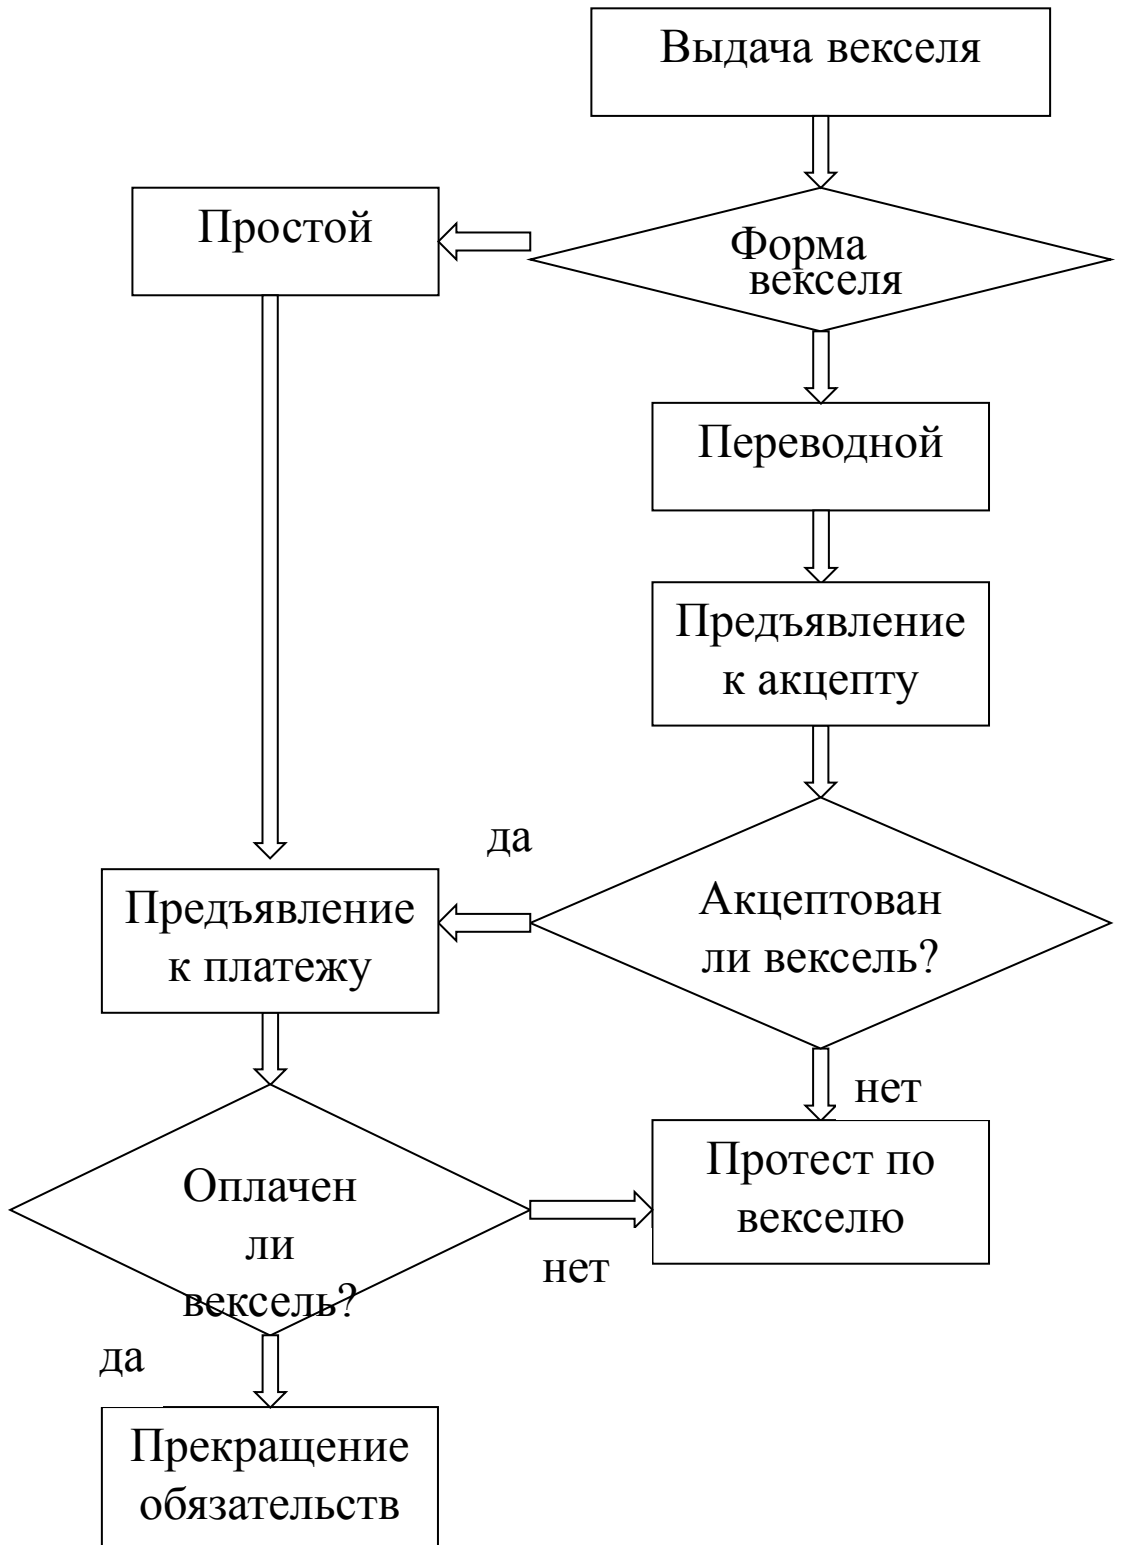 Выдача векселя
Простой
Форма
векселя
Переводной
Предъявление
к акцепту
да
Предъявление
к платежу
Акцептован
ли вексель?
нет
Оплачен
ли
вексель?
Протест по
векселю
нет
да
Прекращение
обязательств